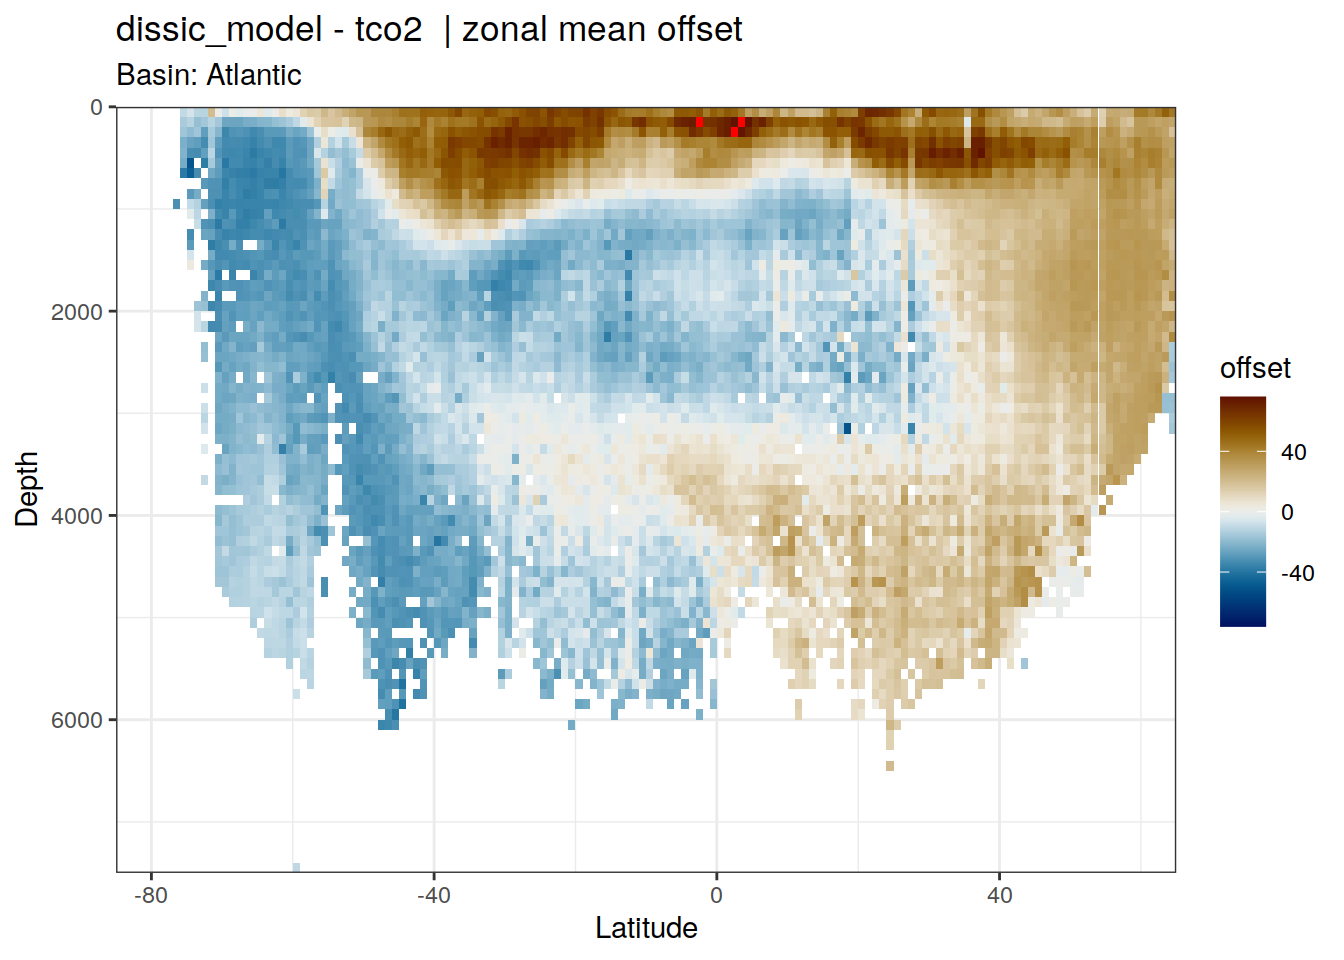 dissic_model - tco2  | zonal mean offset
Basin: Atlantic
0
2000
4000
6000
Depth
-80
-40
0
40
Latitude
offset
40
0
-40